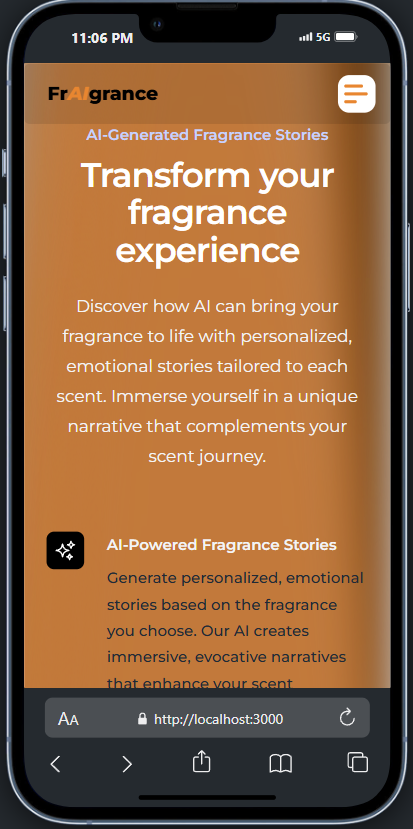 11:06 PM
5G
FrAIgrance
AI-Generated Fragrance Stories
Transform your
fragrance
experience
Discover how AI can bring your
fragrance to life with personalized,
emotional stories tailored to each
scent. Immerse yourself in a unique
narrative that complements your
scent journey.
AI-Powered Fragrance Stories
Generate personalized, emotional
stories based on the fragrance
you choose. Our AI creates
immersive, evocative narratives
that enhance your scent
AA
http://localhost:3000